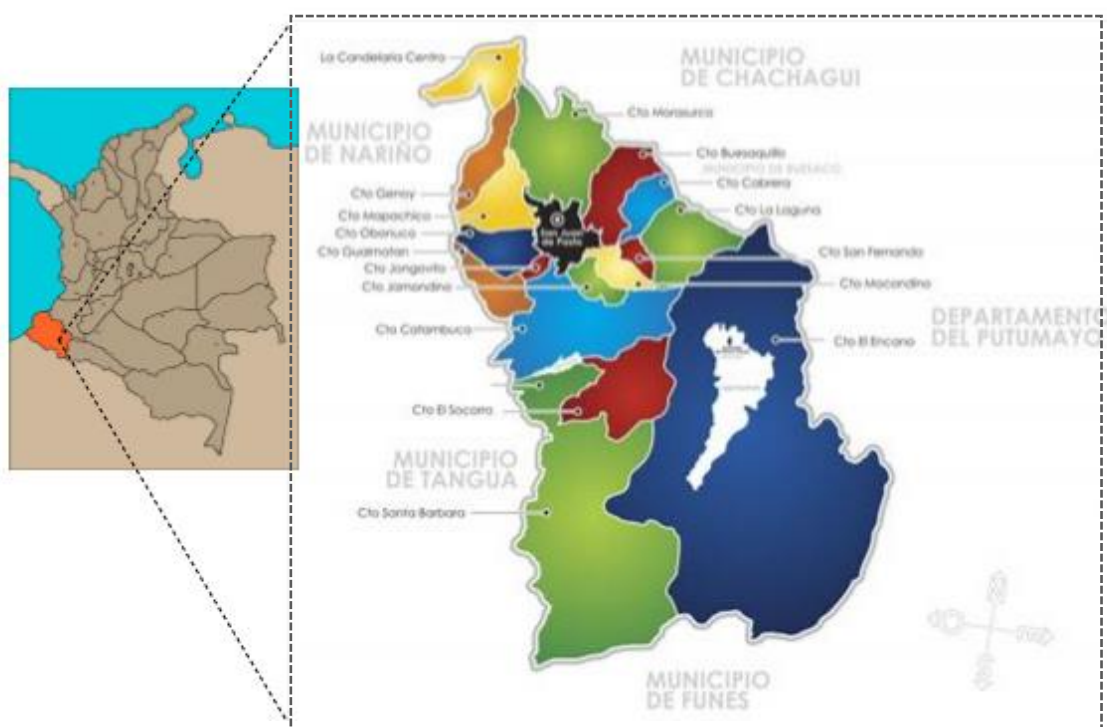 La Candelaria Centro
MUNICIPIO
DE CHACHAGUI
Cto Morasurco
MUNICIPIO
DE NARIÑO
Cto Buesaquillo
MUNICIPIO DE BUESACO
Cto Cabrera
Cto Genoy
Cto La Laguna
Cto Mapachico
Cto Obonuco
San Juan
de Pasto
Cto Gualmatan
Cto San Fernando
Cto Jongovito
Cto Jamondino
Cto Mocondino
DEPARTAMENTO
DEL PUTUMAYO
Cto Catambuco
Cto El Encano
Cto El Socorro
MUNICIPIO
DE TANGUA
Cto Santa Barbara
N
O
E
S
MUNICIPIO
DE FUNES